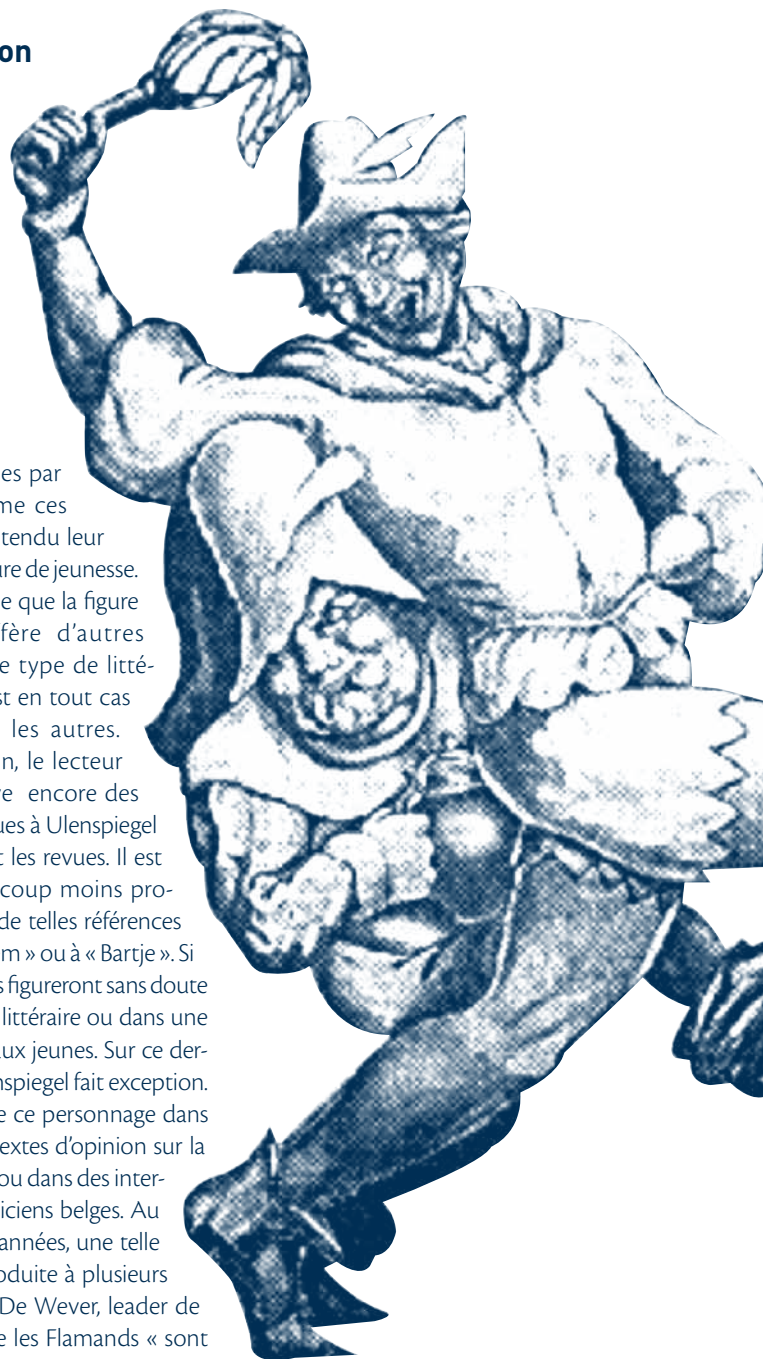 on
es par
me ces
tendu leur
ure de jeunesse.
e que la figure
fère d'autres
e type de litté-
st en tout cas
les autres.
n, le lecteur
e encore des
ues à Ulenspiegel
t les revues. Il est
coup moins pro-
de telles références
m » ou à « Bartje ». Si
s figureront sans doute
littéraire ou dans une
aux jeunes. Sur ce der-
nspiegel fait exception.
e ce personnage dans
extes d'opinion sur la
ou dans des inter-
iciens belges. Au
années, une telle
oduite à plusieurs
De Wever, leader de
e les Flamands « sont